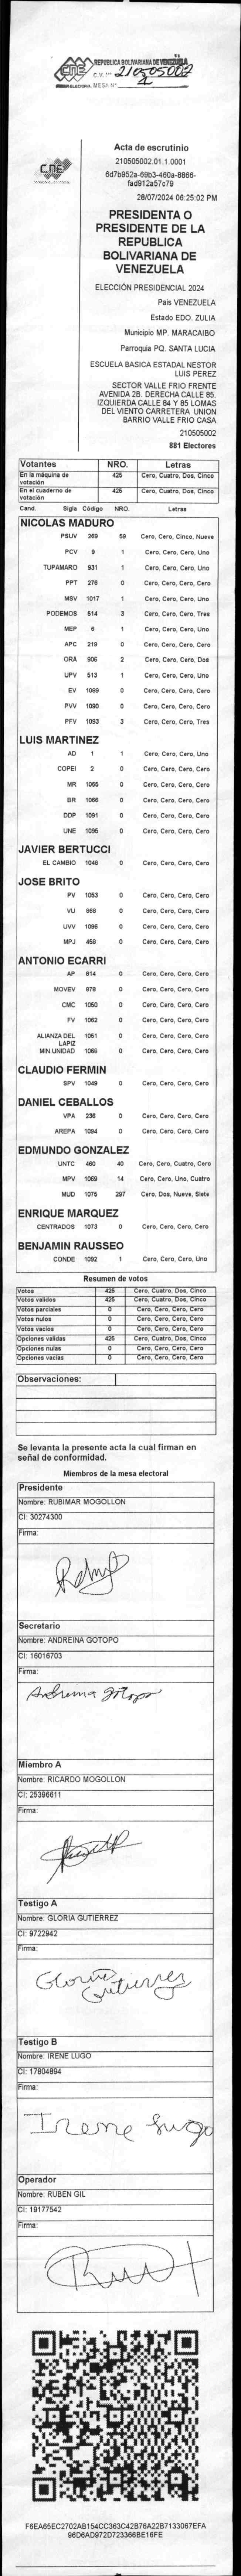 CNE
REPUBLICA BOLIVARIANA DE VENEZUELA
C.V. N° 210505002
PODER ELECTORAL MESA N° 1
CNE
Acta de escrutinio
210505002.01.1.0001
6d7b952a-69b3-460a-8866-
fad912a57c79
28/07/2024 06:25:02 PM
PRESIDENTA O
PRESIDENTE DE LA
REPUBLICA
BOLIVARIANA DE
VENEZUELA
ELECCIÓN PRESIDENCIAL 2024
País VENEZUELA
Estado EDO. ZULIA
Municipio MP. MARACAIBO
Parroquia PQ. SANTA LUCIA
ESCUELA BASICA ESTADAL NESTOR
LUIS PEREZ
SECTOR VALLE FRIO FRENTE
AVENIDA 2B. DERECHA CALLE 85.
IZQUIERDA CALLE 84 Y 85 LOMAS
DEL VIENTO CARRETERA UNION
BARRIO VALLE FRIO CASA
210505002
881 Electores
Votantes NRO. Letras
En la máquina de votación 425 Cero, Cuatro, Dos, Cinco
En el cuaderno de votación 425 Cero, Cuatro, Dos, Cinco
Cand. Sigla Código NRO. Letras
NICOLAS MADURO
PSUV 269 59 Cero, Cero, Cinco, Nueve
PCV 9 1 Cero, Cero, Cero, Uno
TUPAMARO 931 1 Cero, Cero, Cero, Uno
PPT 276 0 Cero, Cero, Cero, Cero
MSV 1017 1 Cero, Cero, Cero, Uno
PODEMOS 514 3 Cero, Cero, Cero, Tres
MEP 6 1 Cero, Cero, Cero, Uno
APC 219 0 Cero, Cero, Cero, Cero
ORA 906 2 Cero, Cero, Cero, Dos
UPV 513 1 Cero, Cero, Cero, Uno
EV 1089 0 Cero, Cero, Cero, Cero
PVV 1090 0 Cero, Cero, Cero, Cero
PFV 1093 3 Cero, Cero, Cero, Tres
LUIS MARTINEZ
AD 1 1 Cero, Cero, Cero, Uno
COPEI 2 0 Cero, Cero, Cero, Cero
MR 1065 0 Cero, Cero, Cero, Cero
BR 1066 0 Cero, Cero, Cero, Cero
DDP 1091 0 Cero, Cero, Cero, Cero
UNE 1095 0 Cero, Cero, Cero, Cero
JAVIER BERTUCCI
EL CAMBIO 1048 0 Cero, Cero, Cero, Cero
JOSE BRITO
PV 1053 0 Cero, Cero, Cero, Cero
VU 868 0 Cero, Cero, Cero, Cero
UVV 1096 0 Cero, Cero, Cero, Cero
MPJ 458 0 Cero, Cero, Cero, Cero
ANTONIO ECARRI
AP 814 0 Cero, Cero, Cero, Cero
MOVEV 878 0 Cero, Cero, Cero, Cero
CMC 1050 0 Cero, Cero, Cero, Cero
FV 1062 0 Cero, Cero, Cero, Cero
ALIANZA DEL LAPIZ 1051 0 Cero, Cero, Cero, Cero
MIN UNIDAD 1068 0 Cero, Cero, Cero, Cero
CLAUDIO FERMIN
SPV 1049 0 Cero, Cero, Cero, Cero
DANIEL CEBALLOS
VPA 236 0 Cero, Cero, Cero, Cero
AREPA 1094 0 Cero, Cero, Cero, Cero
EDMUNDO GONZALEZ
UNTC 460 40 Cero, Cero, Cuatro, Cero
MPV 1069 14 Cero, Cero, Uno, Cuatro
MUD 1075 297 Cero, Dos, Nueve, Siete
ENRIQUE MARQUEZ
CENTRADOS 1073 0 Cero, Cero, Cero, Cero
BENJAMIN RAUSSEO
CONDE 1092 1 Cero, Cero, Cero, Uno
Resumen de votos
Votos 425 Cero, Cuatro, Dos, Cinco
Votos validos 425 Cero, Cuatro, Dos, Cinco
Votos parciales 0 Cero, Cero, Cero, Cero
Votos nulos 0 Cero, Cero, Cero, Cero
Votos vacios 0 Cero, Cero, Cero, Cero
Opciones validas 425 Cero, Cuatro, Dos, Cinco
Opciones nulas 0 Cero, Cero, Cero, Cero
Opciones vacias 0 Cero, Cero, Cero, Cero
Observaciones:
Se levanta la presente acta la cual firman en
señal de conformidad.
Miembros de la mesa electoral
Presidente
Nombre: RUBIMAR MOGOLLON
CI: 30274300
Firma:
Secretario
Nombre: ANDREINA GOTOPO
CI: 16016703
Firma:
Andreina Gotopo
Miembro A
Nombre: RICARDO MOGOLLON
CI: 25396611
Firma:
Testigo A
Nombre: GLORIA GUTIERREZ
CI: 9722942
Firma:
Gloria Gutierrez
Testigo B
Nombre: IRENE LUGO
CI: 17804894
Firma:
Irene Lugo
Operador
Nombre: RUBEN GIL
CI: 19177542
Firma:
F6EA65EC2702AB154CC363C42B76A22B7133067EFA
96D6AD972D723366BE16FE